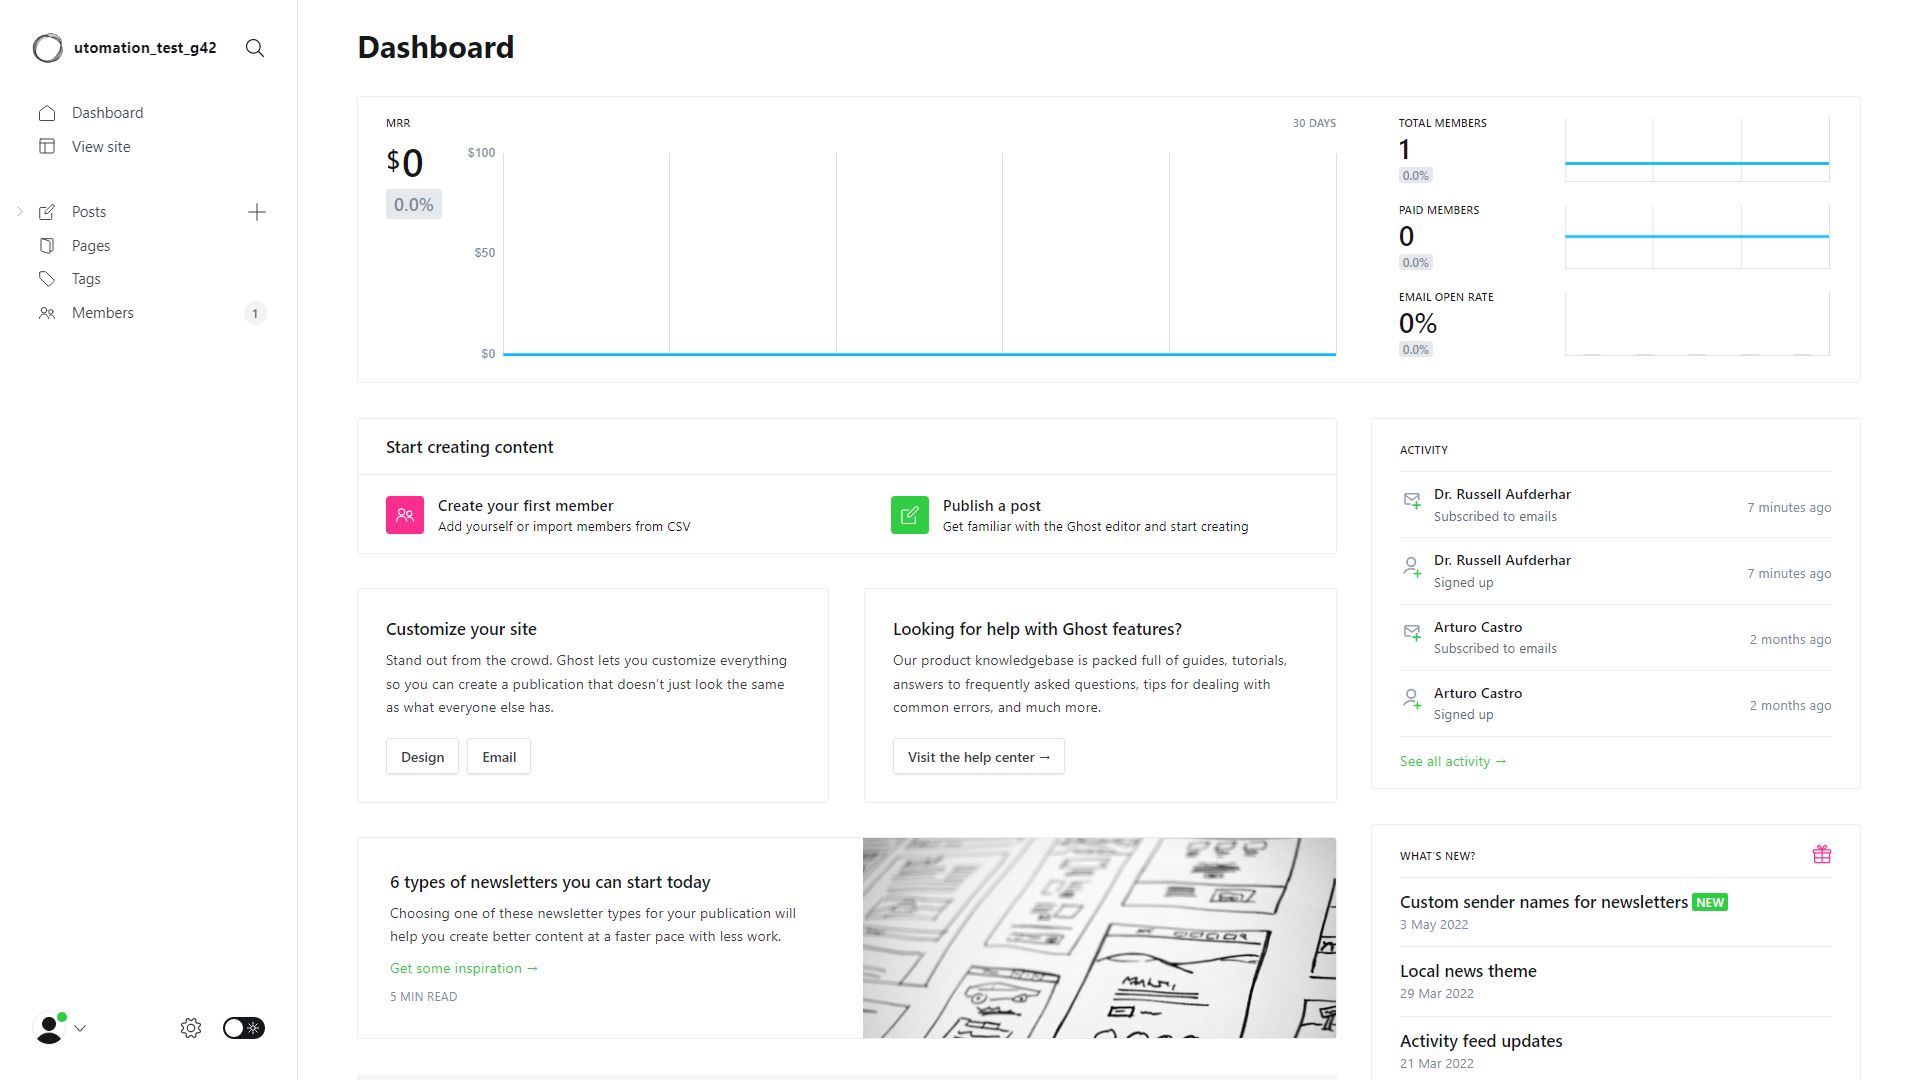 utomation_test_g42
Dashboard
View site
Posts
Pages
Tags
Members
1
Dashboard
MRR
30 DAYS
$0
0.0%
$100
$50
$0
TOTAL MEMBERS
1
0.0%
PAID MEMBERS
0
0.0%
EMAIL OPEN RATE
0%
0.0%
Start creating content
Create your first member
Add yourself or import members from CSV
Publish a post
Get familiar with the Ghost editor and start creating
Customize your site
Stand out from the crowd. Ghost lets you customize everything
so you can create a publication that doesn't just look the same
as what everyone else has.
Design
Email
Looking for help with Ghost features?
Our product knowledgebase is packed full of guides, tutorials,
answers to frequently asked questions, tips for dealing with
common errors, and much more.
Visit the help center →
6 types of newsletters you can start today
Choosing one of these newsletter types for your publication will
help you create better content at a faster pace with less work.
Get some inspiration →
5 MIN READ
ACTIVITY
Dr. Russell Aufderhar
Subscribed to emails
7 minutes ago
Dr. Russell Aufderhar
Signed up
7 minutes ago
Arturo Castro
Subscribed to emails
2 months ago
Arturo Castro
Signed up
2 months ago
See all activity →
WHAT'S NEW?
Custom sender names for newsletters NEW
3 May 2022
Local news theme
29 Mar 2022
Activity feed updates
21 Mar 2022